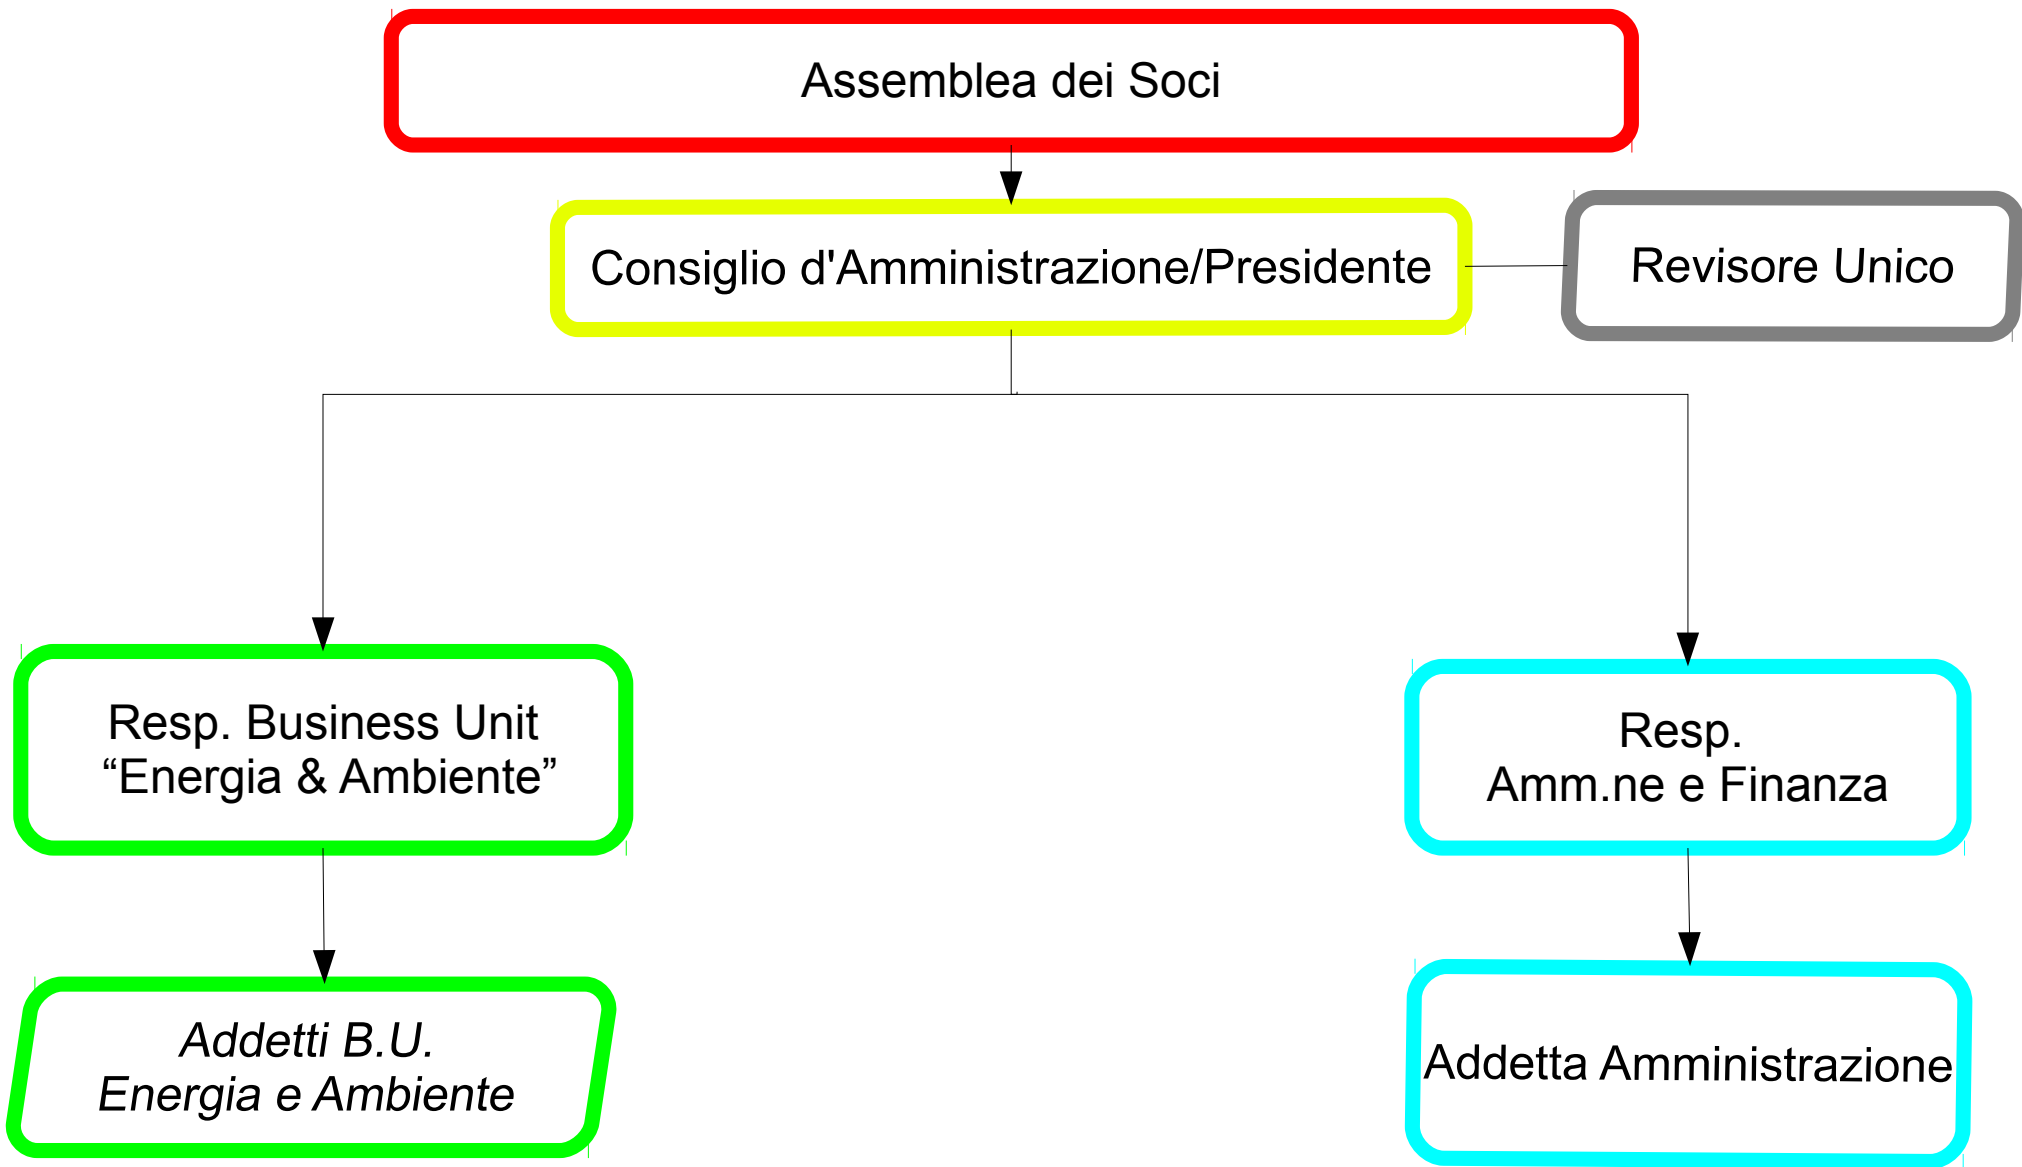 Assemblea dei Soci
Consiglio d'Amministrazione/Presidente
Revisore Unico
Resp. Business Unit
“Energia & Ambiente”
Resp.
Amm.ne e Finanza
Addetti B.U.
Energia e Ambiente
Addetta Amministrazione